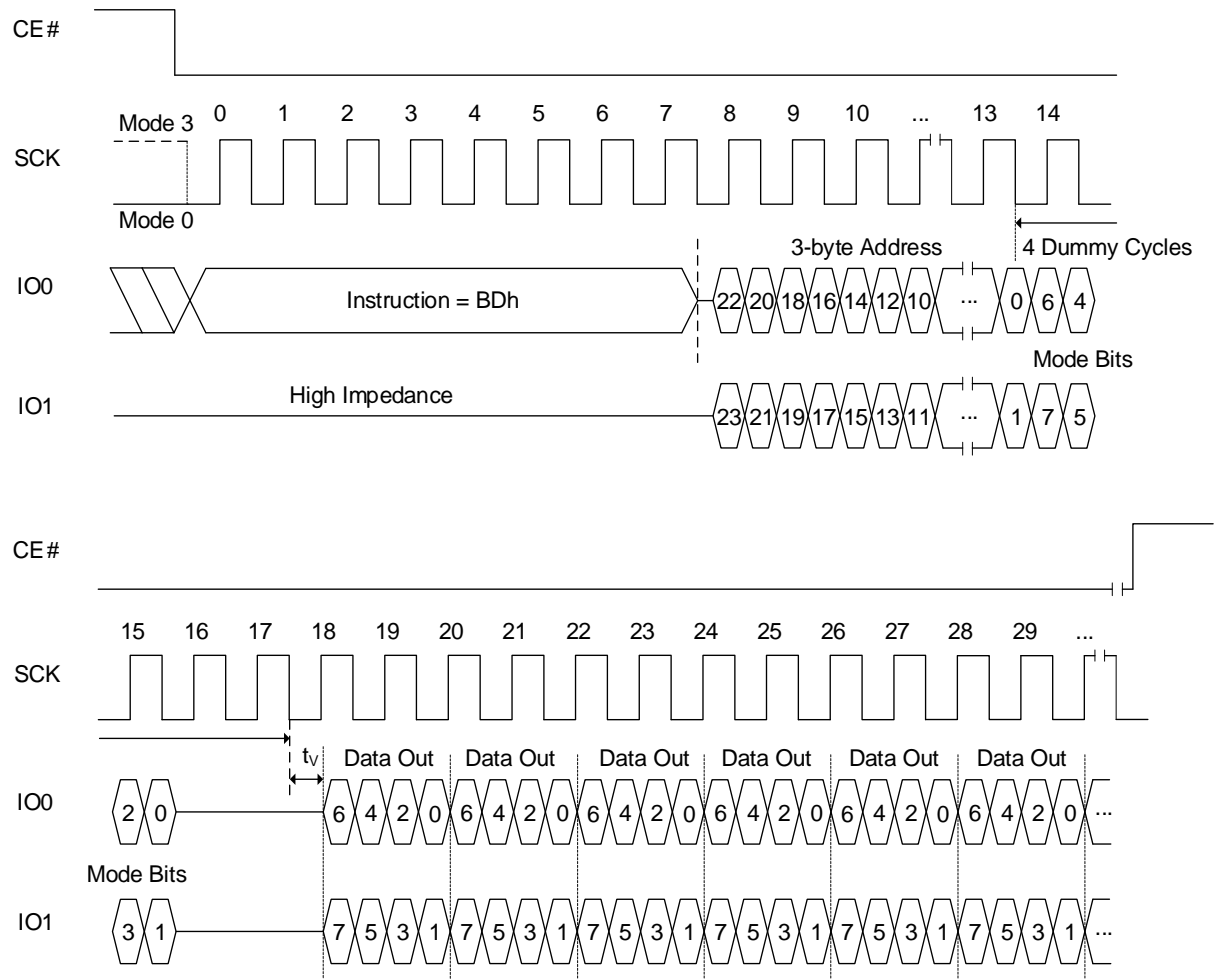 CE#
0 1 2 3 4 5 6 7 8 9 10 ... 13 14
Mode 3
SCK
Mode 0
3-byte Address 4 Dummy Cycles
IO0 Instruction = BDh 22 20 18 16 14 12 10 ... 0 6 4
Mode Bits
High Impedance
IO1 23 21 19 17 15 13 11 ... 1 7 5
CE#
15 16 17 18 19 20 21 22 23 24 25 26 27 28 29 ...
SCK
tV Data Out Data Out Data Out Data Out Data Out Data Out
IO0 2 0 6 4 2 0 6 4 2 0 6 4 2 0 6 4 2 0 6 4 2 0 6 4 2 0 ...
Mode Bits
IO1 3 1 7 5 3 1 7 5 3 1 7 5 3 1 7 5 3 1 7 5 3 1 7 5 3 1 ...